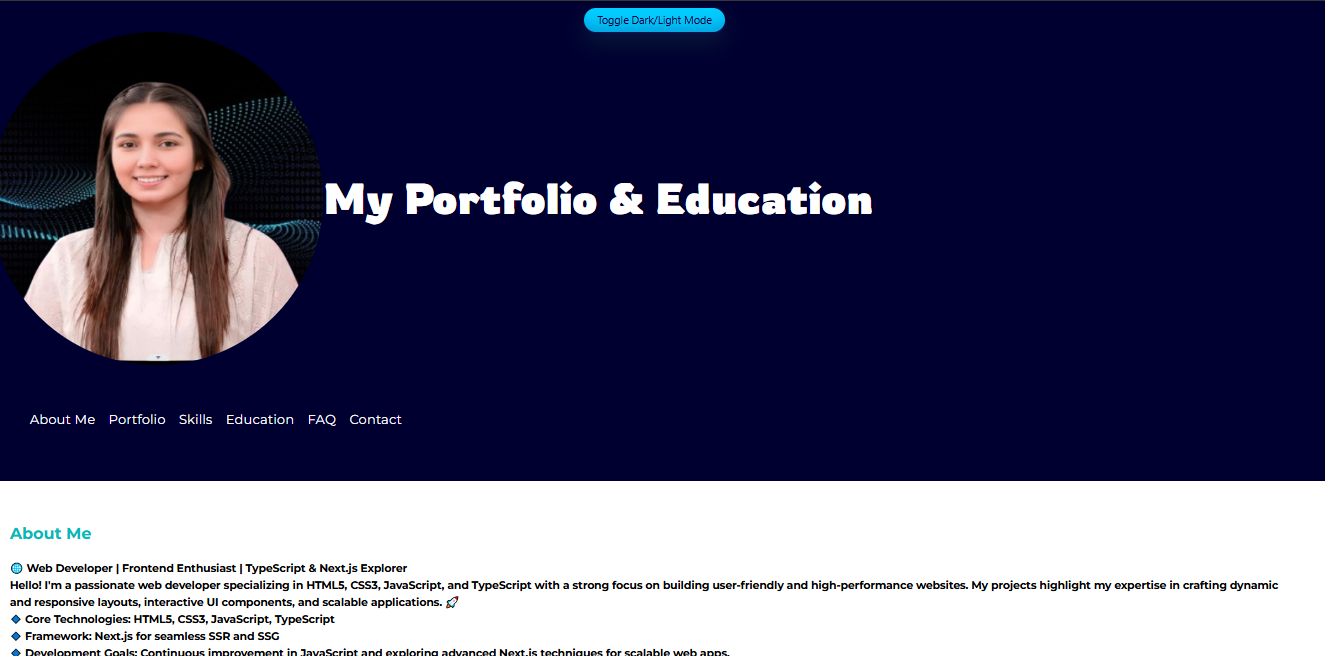 Toggle Dark/Light Mode
My Portfolio & Education
About Me Portfolio Skills Education FAQ Contact
About Me
🌐 Web Developer | Frontend Enthusiast | TypeScript & Next.js Explorer
Hello! I'm a passionate web developer specializing in HTML5, CSS3, JavaScript, and TypeScript with a strong focus on building user-friendly and high-performance websites. My projects highlight my expertise in crafting dynamic
and responsive layouts, interactive UI components, and scalable applications. 🚀
🔹 Core Technologies: HTML5, CSS3, JavaScript, TypeScript
🔹 Framework: Next.js for seamless SSR and SSG
🔹 Development Goals: Continuous improvement in JavaScript and exploring advanced Next.js techniques for scalable web apps.